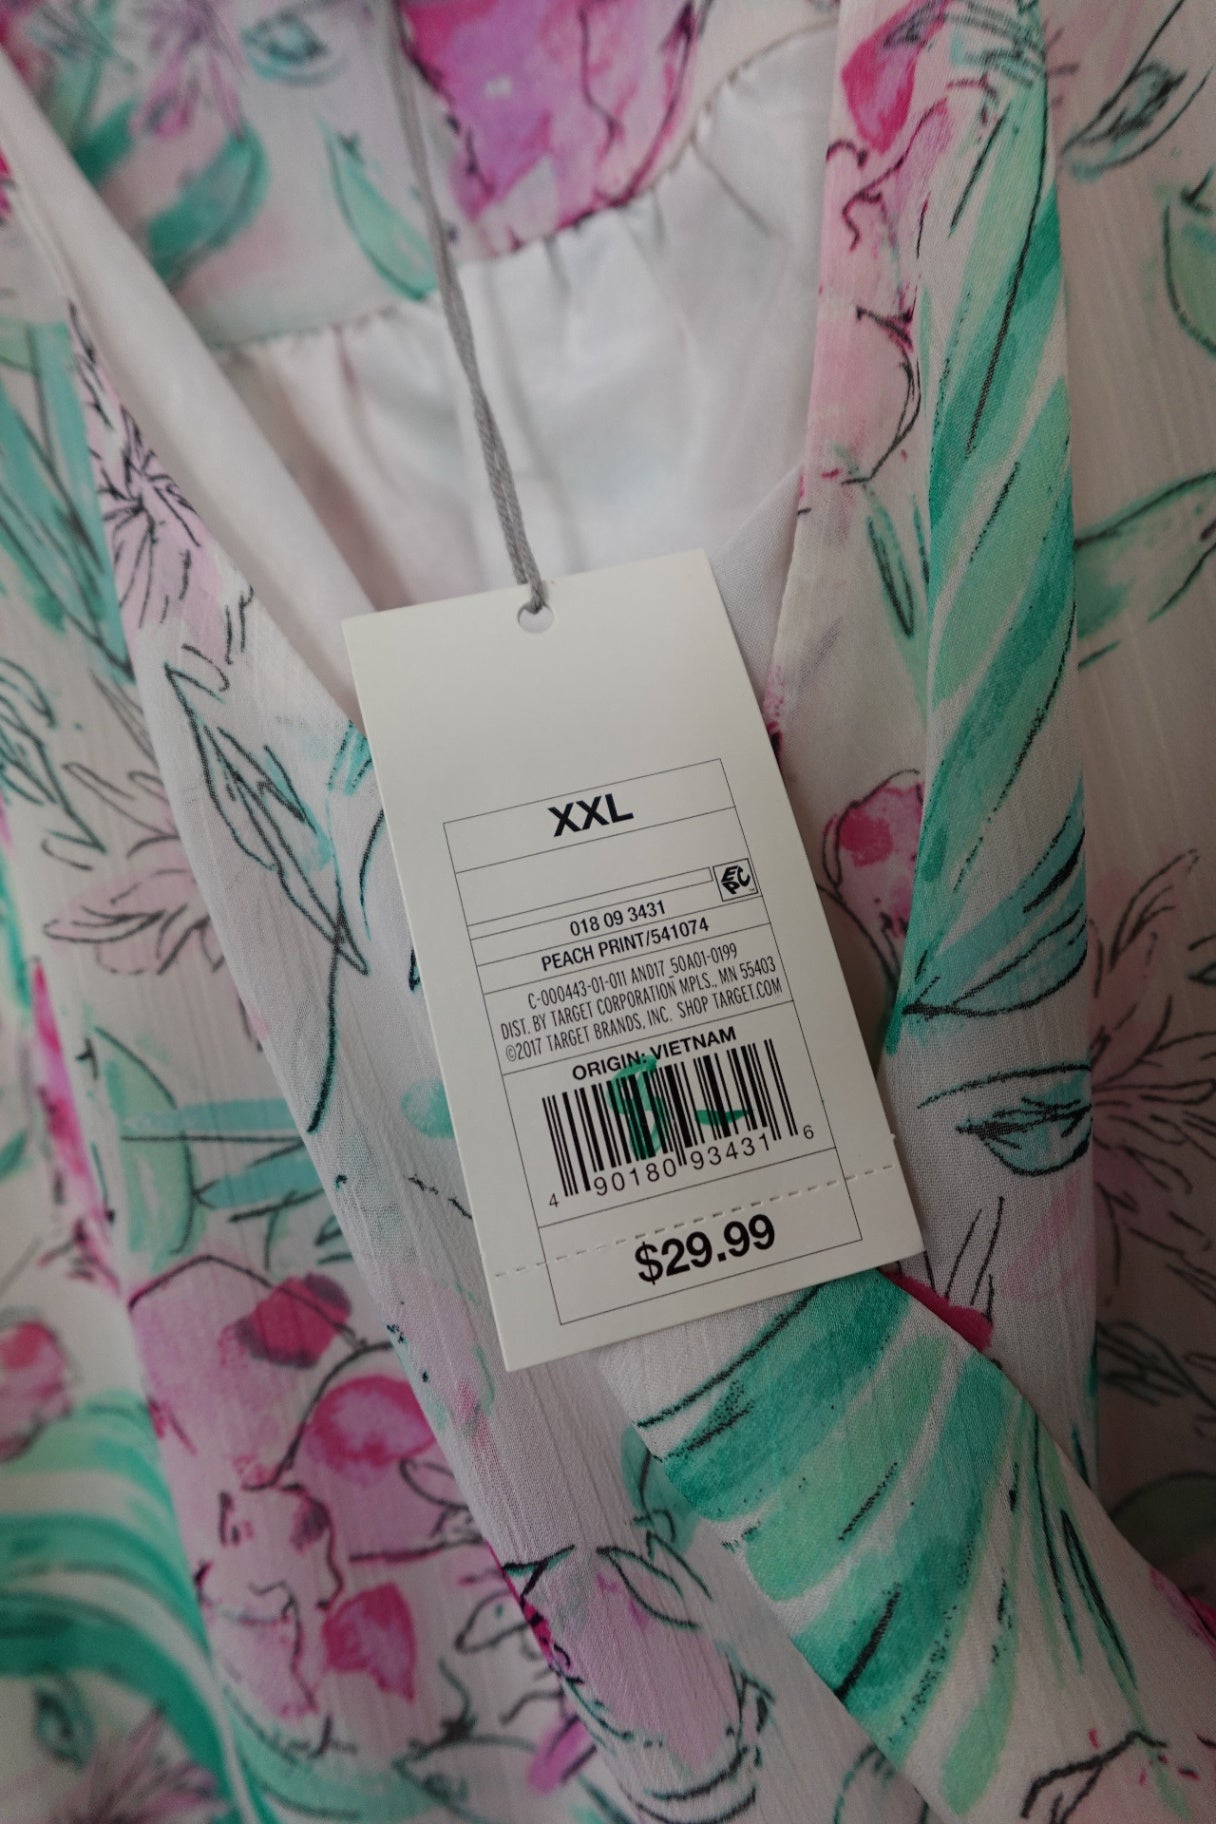 XXL
EPC
018 09 3431
PEACH PRINT/541074
C-000443-01-011 AND17_50A01-0199
DIST. BY TARGET CORPORATION MPLS., MN 55403
©2017 TARGET BRANDS, INC. SHOP TARGET.COM
ORIGIN: VIETNAM
4 90180 93431 6
$29.99